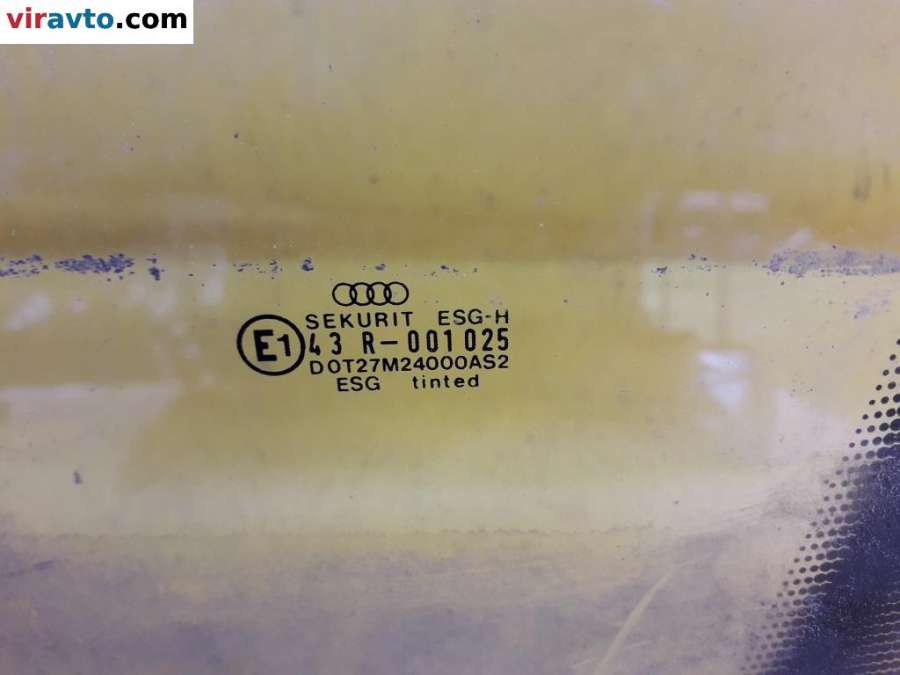 viravto.com
SEKURIT ESG-H
E1 43 R-001025
DOT27M24000AS2
ESG tinted